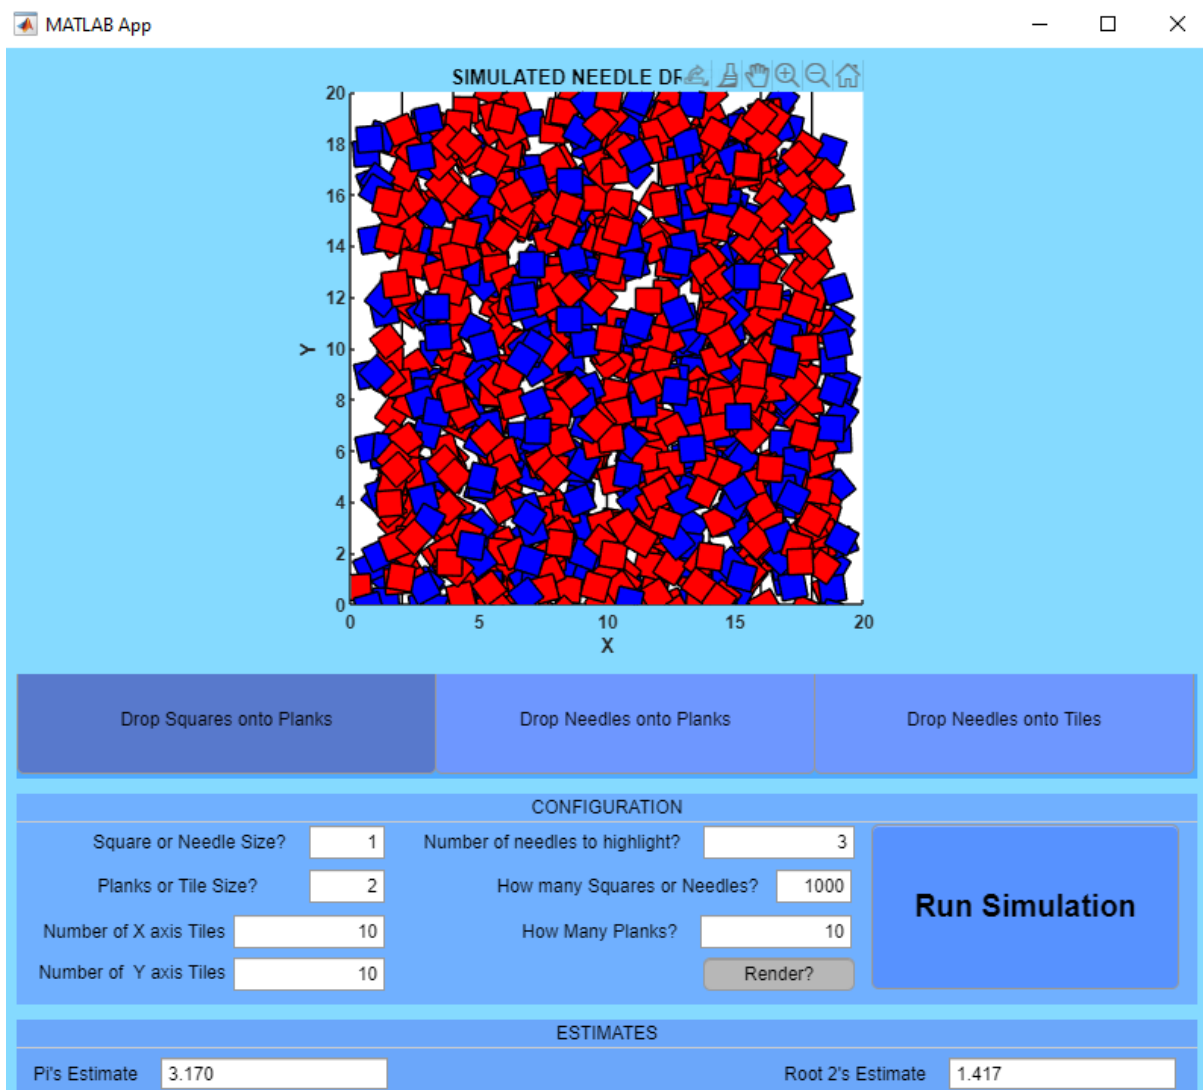 MATLAB App
SIMULATED NEEDLE DR
Y
20
18
16
14
12
10
8
6
4
2
0
0 5 10 15 20
X
Drop Squares onto Planks Drop Needles onto Planks Drop Needles onto Tiles
CONFIGURATION
Square or Needle Size? 1 Number of needles to highlight? 3
Planks or Tile Size? 2 How many Squares or Needles? 1000
Run Simulation
Number of X axis Tiles 10 How Many Planks? 10
Number of Y axis Tiles 10 Render?
ESTIMATES
Pi's Estimate 3.170 Root 2's Estimate 1.417